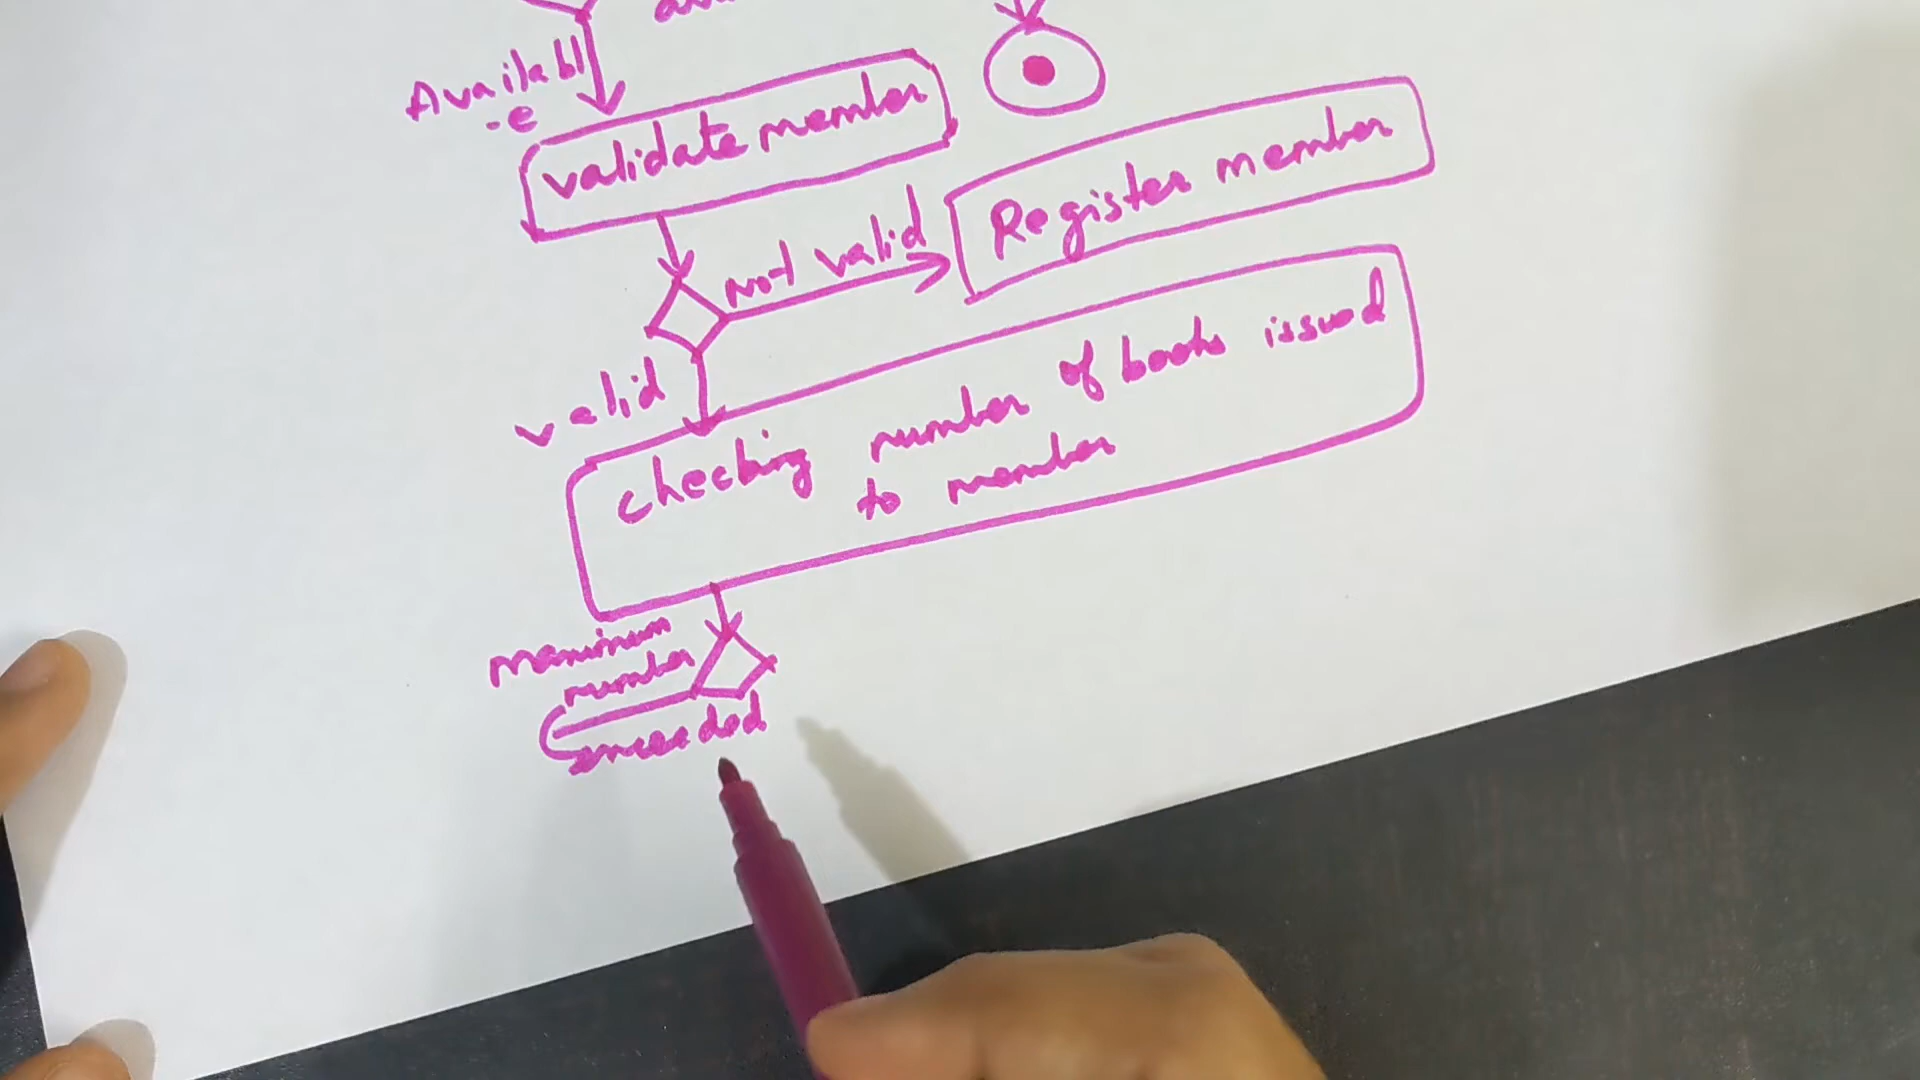 Availabl
-e
validate member
Register member
not valid
valid
checking number of books issued
to member
maximum
number
exceeded